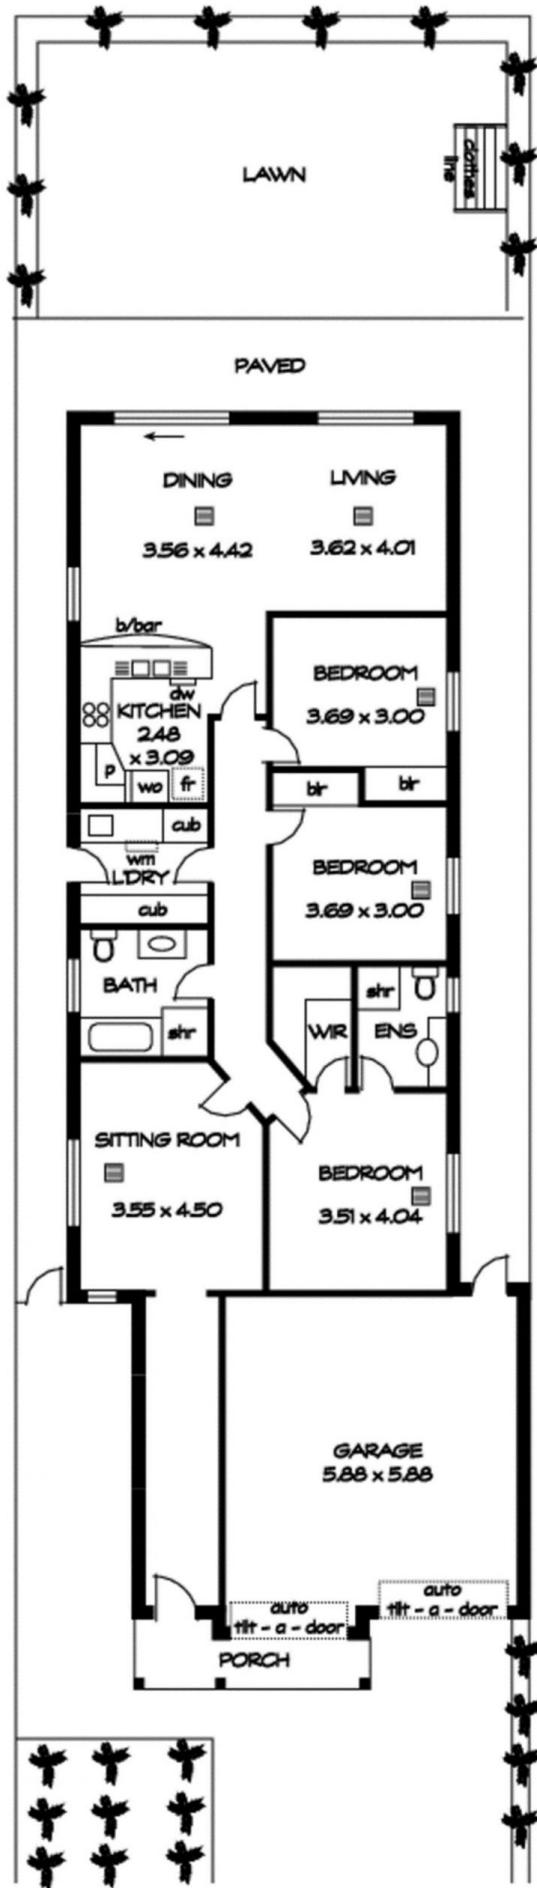 LAWN
clothes
line
PAVED
DINING
3.56 x 4.42
LIVING
3.62 x 4.01
b/bar
dw
KITCHEN
2.48
x 3.09
p
wo
fr
BEDROOM
3.69 x 3.00
bir
bir
cub
wm
L'DRY
cub
BEDROOM
3.69 x 3.00
BATH
shr
WIR
shr
ENS
SITTING ROOM
3.55 x 4.50
BEDROOM
3.51 x 4.04
GARAGE
5.88 x 5.88
auto
tilt - a - door
auto
tilt - a - door
PORCH